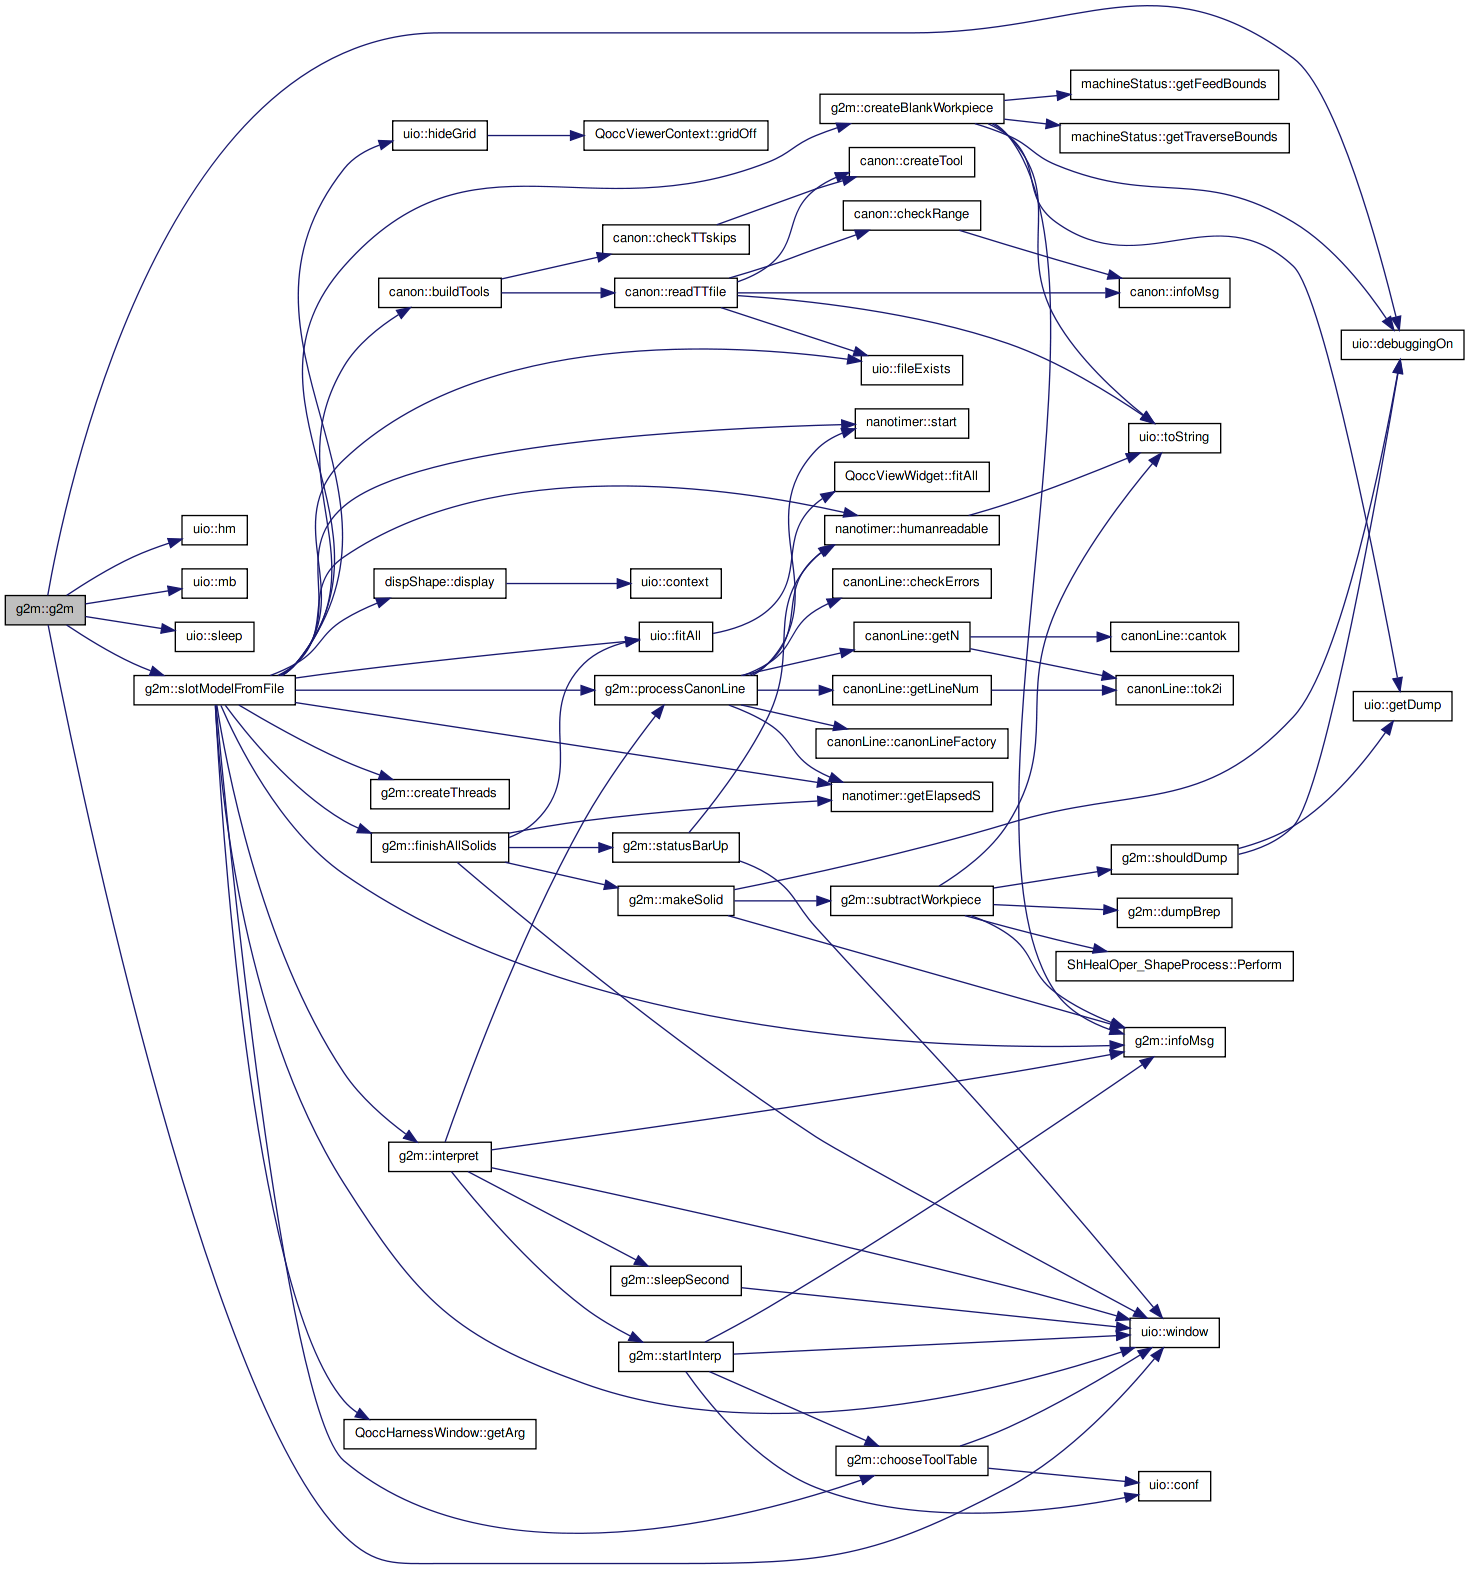 g2m::g2m
uio::hm
uio::mb
uio::sleep
g2m::slotModelFromFile
uio::hideGrid
QoccViewerContext::gridOff
canon::buildTools
dispShape::display
g2m::createThreads
g2m::finishAllSolids
g2m::interpret
QoccHarnessWindow::getArg
canon::checkTTskips
canon::readTTfile
uio::context
uio::fitAll
g2m::processCanonLine
g2m::statusBarUp
g2m::makeSolid
g2m::sleepSecond
g2m::startInterp
g2m::createBlankWorkpiece
canon::createTool
canon::checkRange
uio::fileExists
nanotimer::start
QoccViewWidget::fitAll
nanotimer::humanreadable
canonLine::checkErrors
canonLine::getN
canonLine::getLineNum
canonLine::canonLineFactory
nanotimer::getElapsedS
g2m::subtractWorkpiece
g2m::chooseToolTable
machineStatus::getFeedBounds
machineStatus::getTraverseBounds
canon::infoMsg
uio::toString
canonLine::cantok
canonLine::tok2i
g2m::shouldDump
g2m::dumpBrep
ShHealOper_ShapeProcess::Perform
g2m::infoMsg
uio::window
uio::conf
uio::debuggingOn
uio::getDump